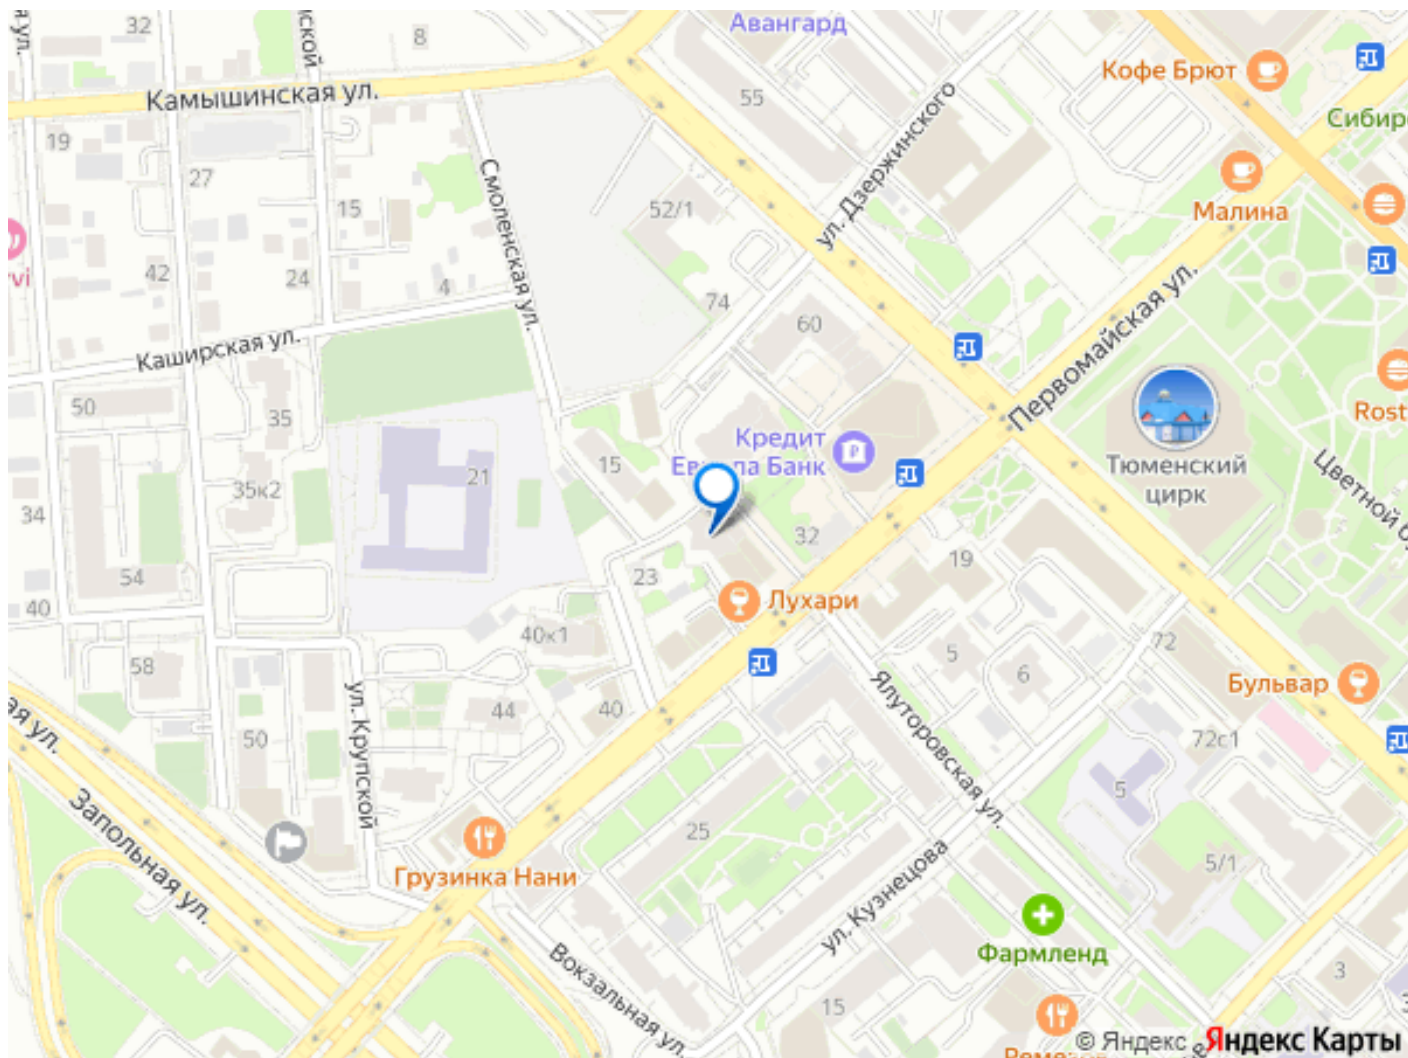 32
8
Авангард
Кофе Брют
Камышинская ул.
55
Сибир
19
27
15
52/1
ул. Дзержинского
Малина
Смоленская ул.
42
24
4
74
60
Первомайская ул.
vi
Каширская ул.
50
35
Кредит
Банк
Rost
15
21
35к2
34
Тюменский
цирк
32
54
23
19
40
Лухари
40к1
58
5
6
72
Бульвар
44
40
Ялуторовская ул.
50
ул. Крупской
72с1
Запольная ул.
25
5
Грузинка Нани
ул. Кузнецова
5/1
Фармленд
Вокзальная ул.
15
3
© Яндекс
Яндекс Карты